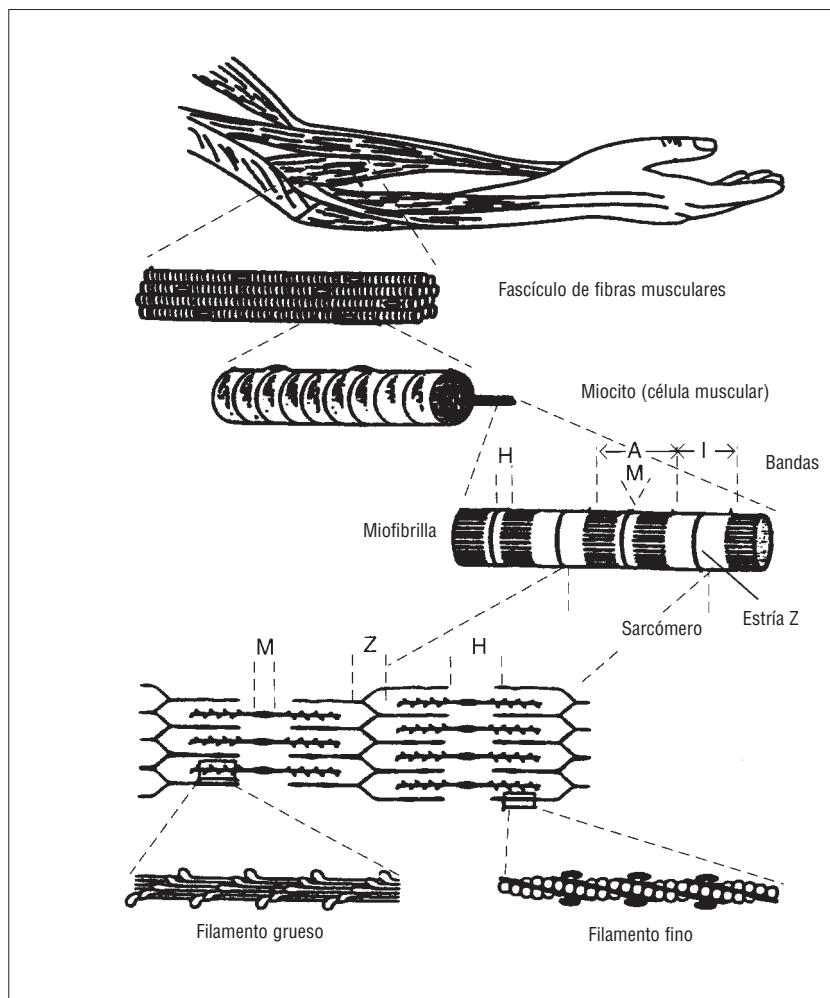 Fascículo de fibras musculares
Miocito (célula muscular)
H
A
I
M
Bandas
Miofibrilla
Estría Z
Sarcómero
M
Z
H
Filamento grueso
Filamento fino